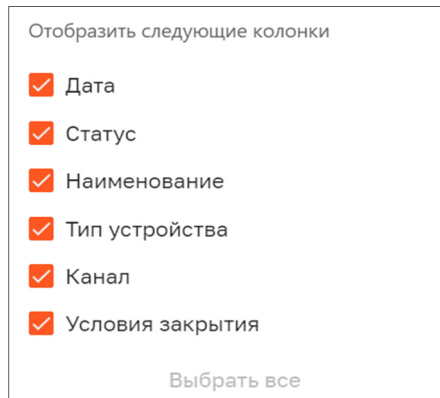 Отобразить следующие колонки
Дата
Статус
Наименование
Тип устройства
Канал
Условия закрытия
Выбрать все